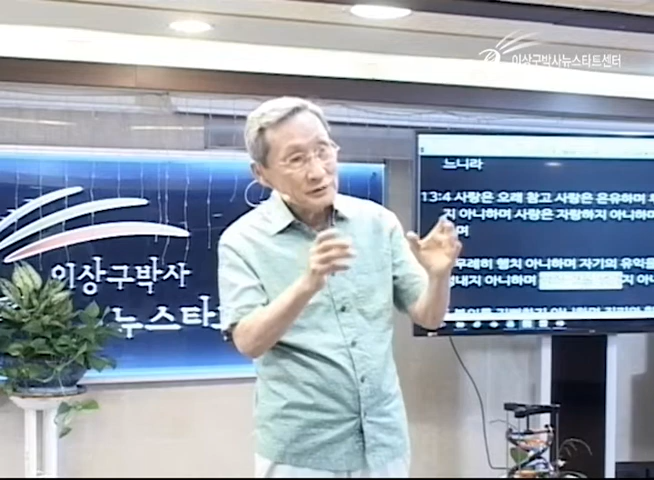 이상구박사뉴스타트센터
이상구박사
뉴스타
느니라
13:4 사랑은 오래 참고 사랑은 온유하며
지 아니하며 사랑은 자랑하지 아니하며
며
무례히 행치 아니하며 자기의 유익을
성내지 아니하며 지 아니